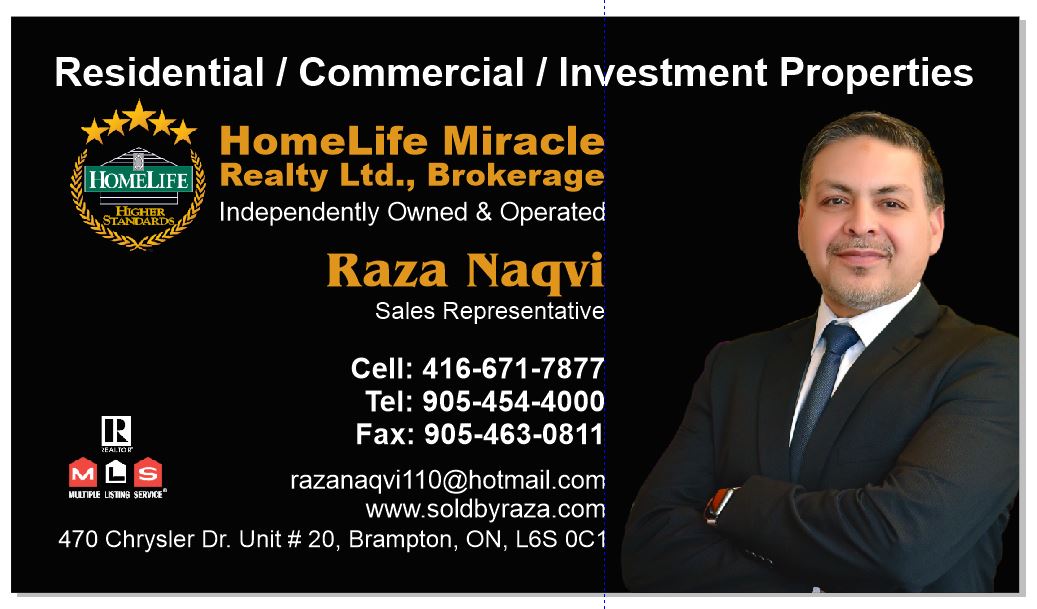 Residential / Commercial / Investment Properties
HomeLife Miracle
Realty Ltd., Brokerage
Independently Owned & Operated
HOMELIFE
HIGHER
STANDARDS
Raza Naqvi
Sales Representative
Cell: 416-671-7877
Tel: 905-454-4000
Fax: 905-463-0811
R
REALTOR®
MLS
MULTIPLE LISTING SERVICE®
razanaqvi110@hotmail.com
www.soldbyraza.com
470 Chrysler Dr. Unit # 20, Brampton, ON, L6S 0C1